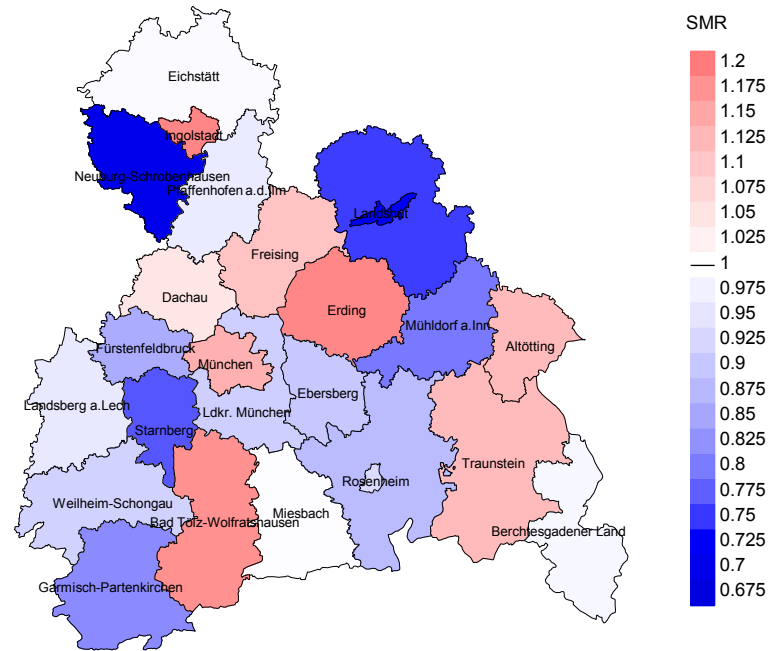 SMR
Eichstätt
Ingolstadt
Neuburg-Schrobenhausen
Pfaffenhofen a.d.Ilm
Landshut
Freising
Dachau
Erding
Mühldorf a.Inn
Altötting
Fürstenfeldbruck
München
Ebersberg
Landsberg a.Lech
Ldkr. München
Starnberg
Traunstein
Rosenheim
Weilheim-Schongau
Miesbach
Bad Tölz-Wolfratshausen
Berchtesgadener Land
Garmisch-Partenkirchen
1.2
1.175
1.15
1.125
1.1
1.075
1.05
1.025
1
0.975
0.95
0.925
0.9
0.875
0.85
0.825
0.8
0.775
0.75
0.725
0.7
0.675